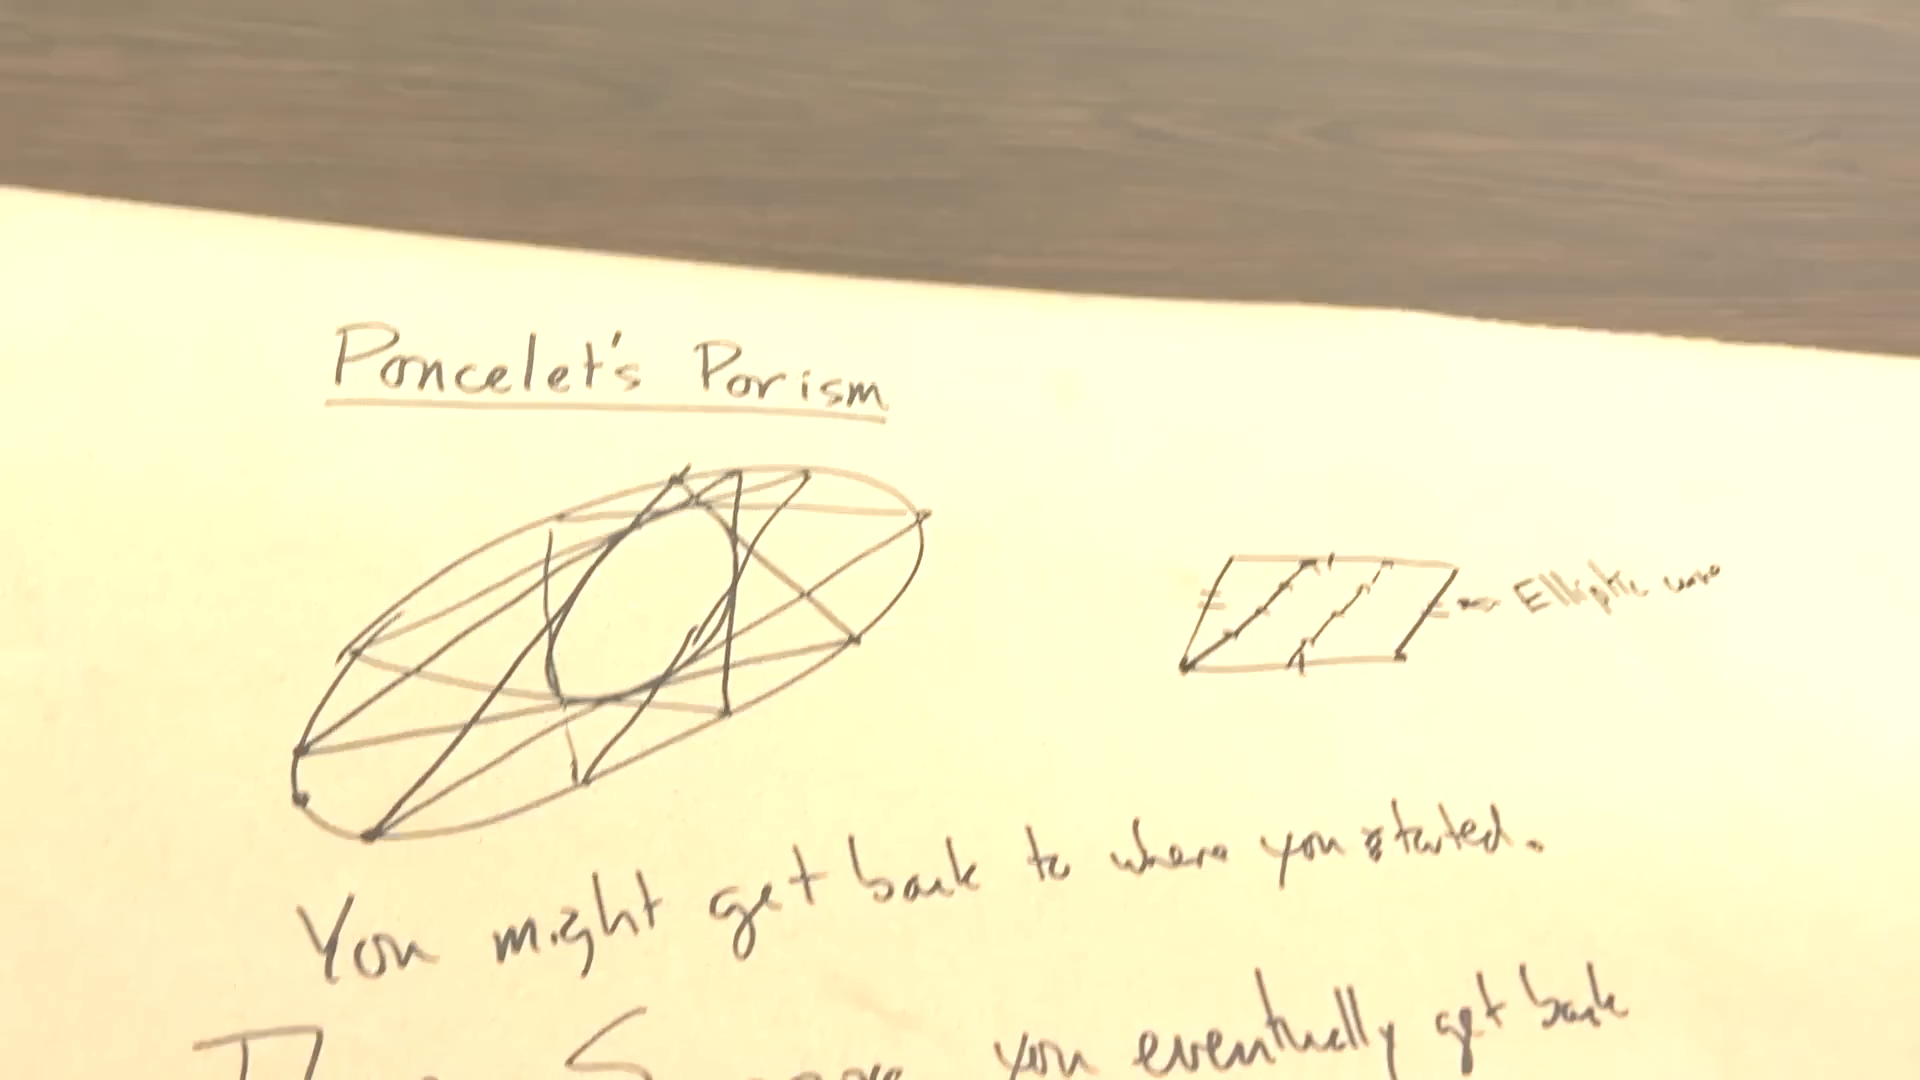 Poncelet's Porism
Elliptic curve
You might get back to where you started.
you eventually get back